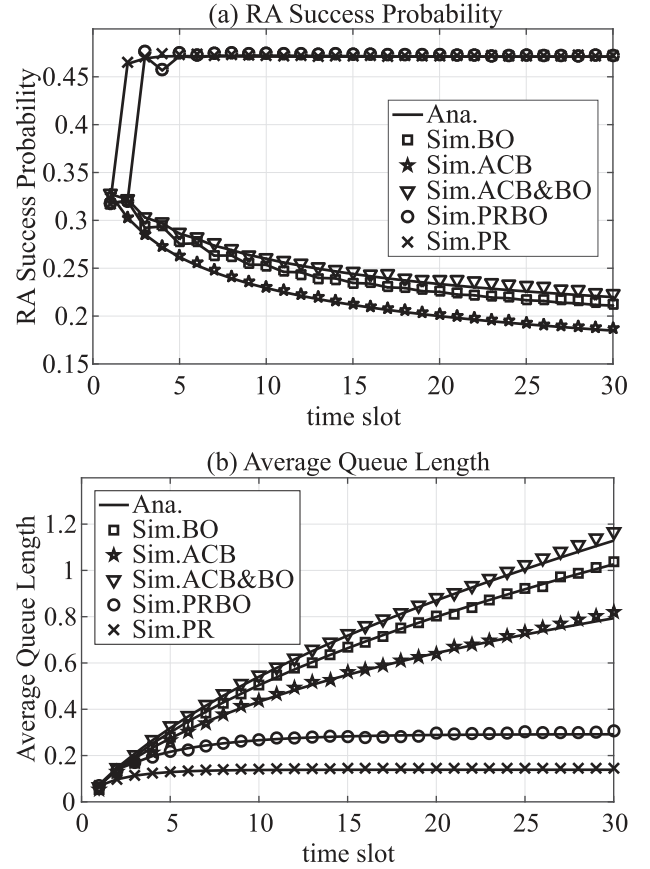 (a) RA Success Probability
RA Success Probability
0.45
0.4
0.35
0.3
0.25
0.2
0.15
Ana.
Sim.BO
Sim.ACB
Sim.ACB&BO
Sim.PRBO
Sim.PR
0 5 10 15 20 25 30
time slot
(b) Average Queue Length
Average Queue Length
1.2
1
0.8
0.6
0.4
0.2
0
Ana.
Sim.BO
Sim.ACB
Sim.ACB&BO
Sim.PRBO
Sim.PR
0 5 10 15 20 25 30
time slot